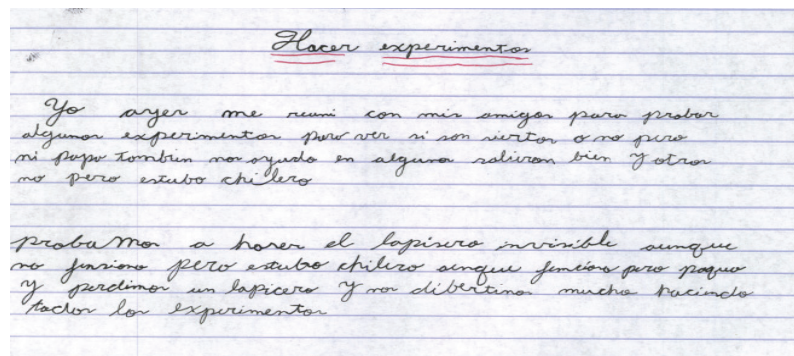 Hacer experimentos
Yo ayer me reuni con mis amigos para probar
algunos experimentos para ver si son siertos o no pero
mi papa tambien nos ayudo en algunos salieron bien y otros
no pero estubo chilero
probamos a hacer el lapisero invisible aunque
no funsiono pero estubo chilero aunque funciono pero poquo
y perdimos un lapicero y nos dibertimos mucho haciendo
todos los experimentos